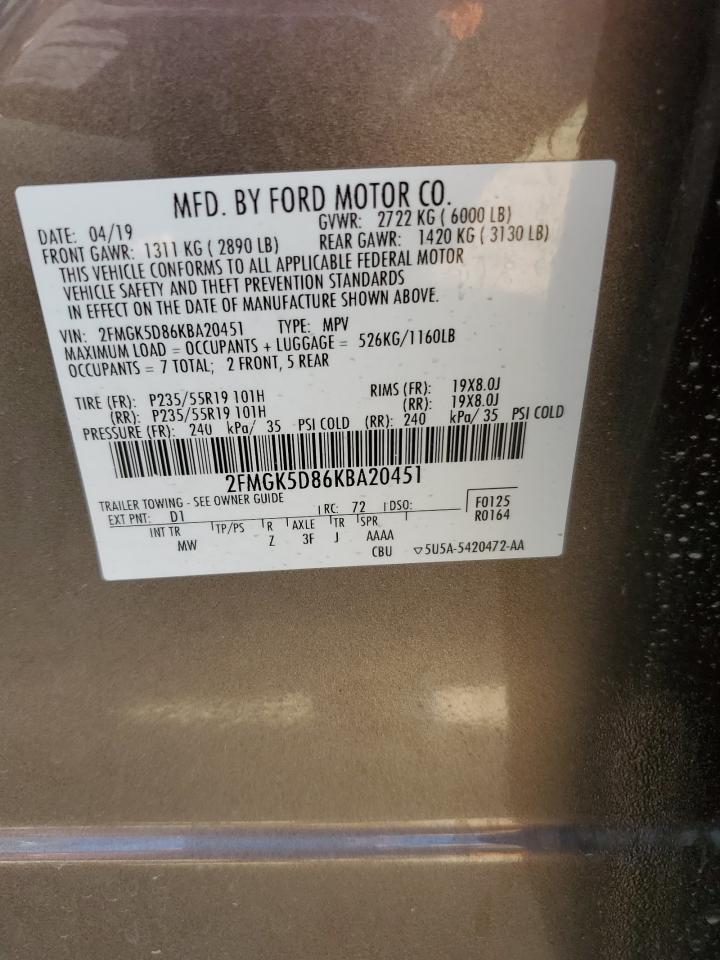 MFD. BY FORD MOTOR CO.
DATE: 04/19 GVWR: 2722 KG ( 6000 LB)
FRONT GAWR: 1311 KG ( 2890 LB) REAR GAWR: 1420 KG ( 3130 LB)
THIS VEHICLE CONFORMS TO ALL APPLICABLE FEDERAL MOTOR
VEHICLE SAFETY AND THEFT PREVENTION STANDARDS
IN EFFECT ON THE DATE OF MANUFACTURE SHOWN ABOVE.
VIN: 2FMGK5D86KBA20451 TYPE: MPV
MAXIMUM LOAD = OCCUPANTS + LUGGAGE = 526KG/1160LB
OCCUPANTS = 7 TOTAL; 2 FRONT, 5 REAR
TIRE (FR): P235/55R19 101H RIMS (FR): 19X8.0J
(RR): P235/55R19 101H (RR): 19X8.0J
PRESSURE (FR): 240 kPa/ 35 PSI COLD (RR): 240 kPa/ 35 PSI COLD
2FMGK5D86KBA20451
TRAILER TOWING - SEE OWNER GUIDE
EXT PNT: D1 RC: 72 DSO: F0125
INT TR TP/PS R AXLE TR SPR R0164
MW Z 3F J AAAA
CBU ▽5U5A-5420472-AA